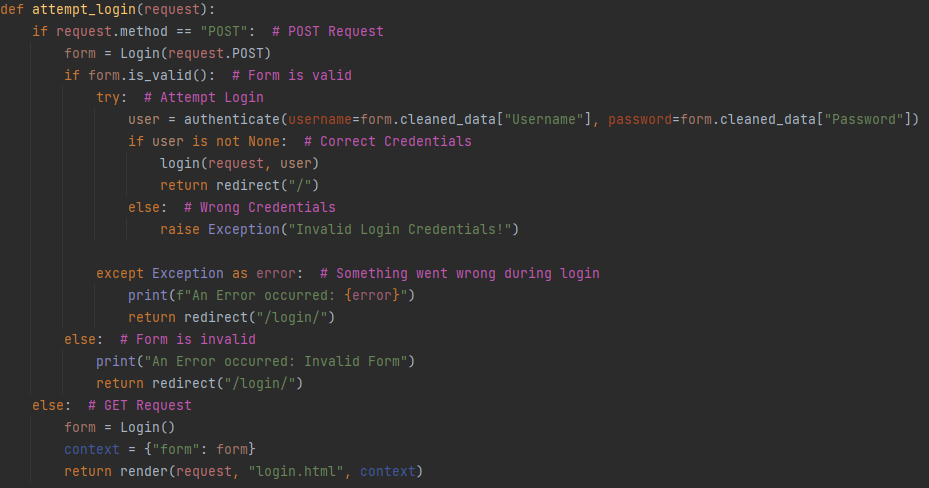 def attempt_login(request):
    if request.method == "POST":  # POST Request
        form = Login(request.POST)
        if form.is_valid():  # Form is valid
            try:  # Attempt Login
                user = authenticate(username=form.cleaned_data["Username"], password=form.cleaned_data["Password"])
                if user is not None:  # Correct Credentials
                    login(request, user)
                    return redirect("/")
                else:  # Wrong Credentials
                    raise Exception("Invalid Login Credentials!")

            except Exception as error:  # Something went wrong during login
                print(f"An Error occurred: {error}")
                return redirect("/login/")
        else:  # Form is invalid
            print("An Error occurred: Invalid Form")
            return redirect("/login/")
    else:  # GET Request
        form = Login()
        context = {"form": form}
        return render(request, "login.html", context)